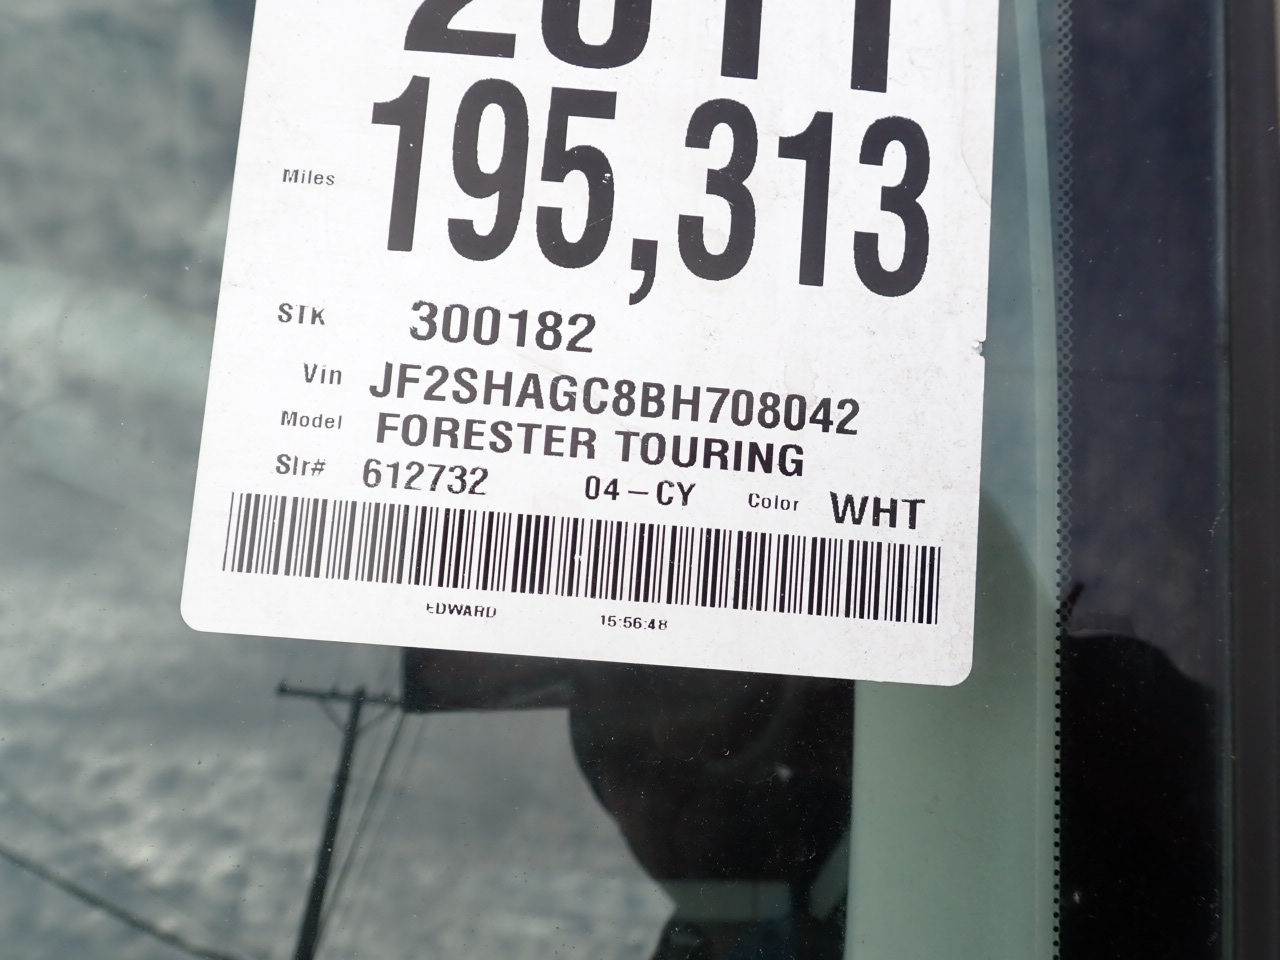 2011
Miles 195,313
STK 300182
Vin JF2SHAGC8BH708042
Model FORESTER TOURING
Slr# 612732 04-CY Color WHT
EDWARD 15:56:48